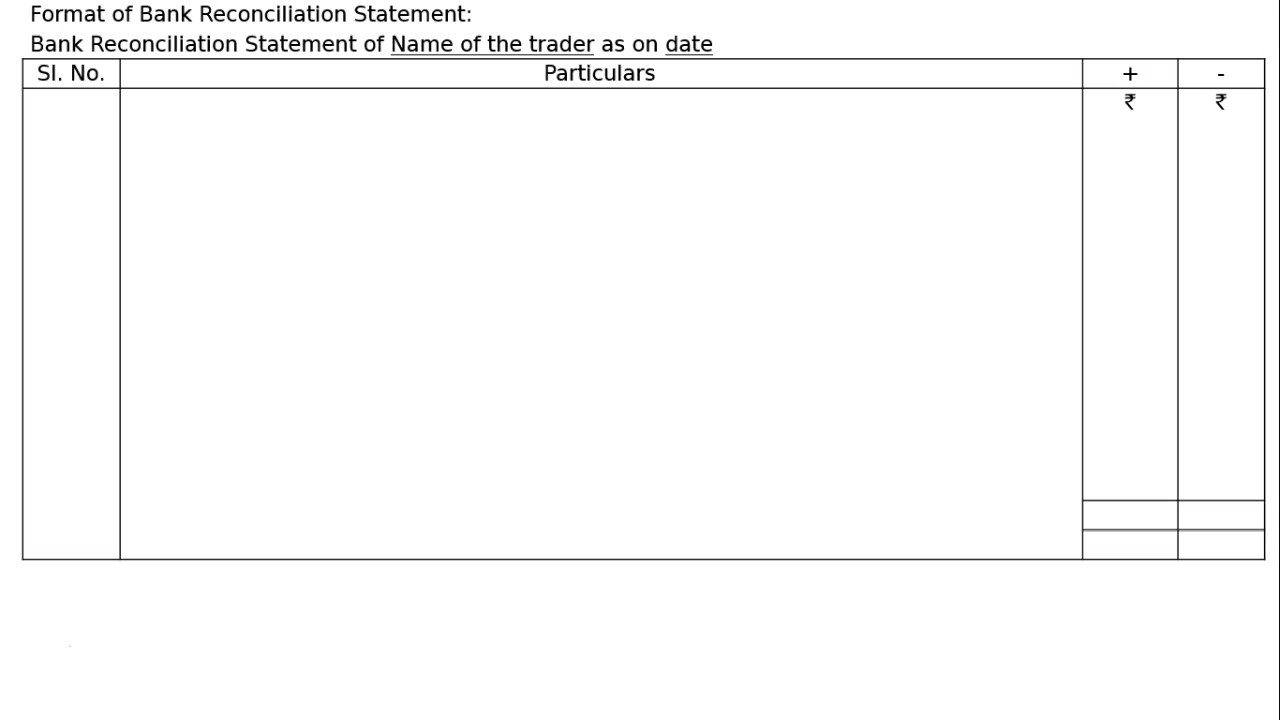 Format of Bank Reconciliation Statement:
Bank Reconciliation Statement of Name of the trader as on date
Sl. No. Particulars + -
₹ ₹